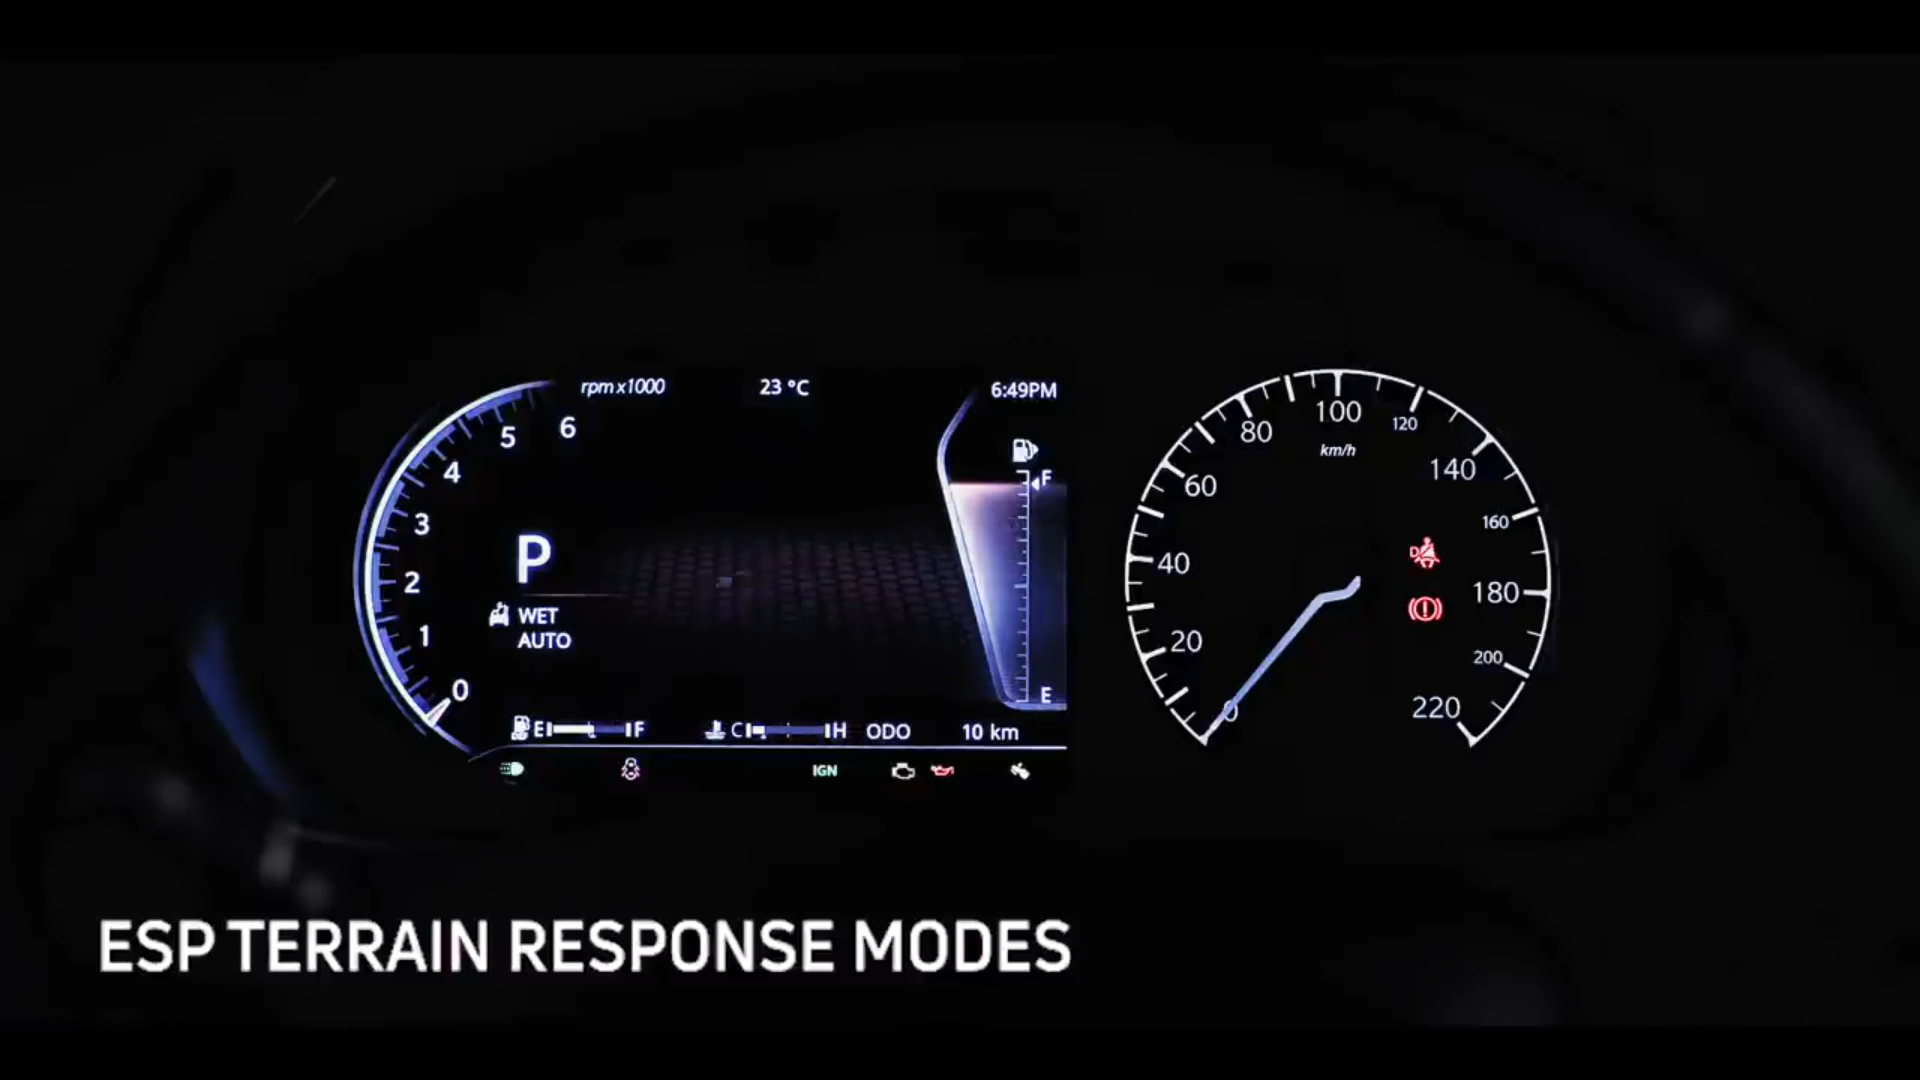 rpm x1000
23 °C
6:49PM
6
5
4
3
2
1
0
P
WET
AUTO
F
E
E F
C H
ODO 10 km
IGN
100
80
120
km/h
60
140
160
40
180
20
200
0
220
ESP TERRAIN RESPONSE MODES